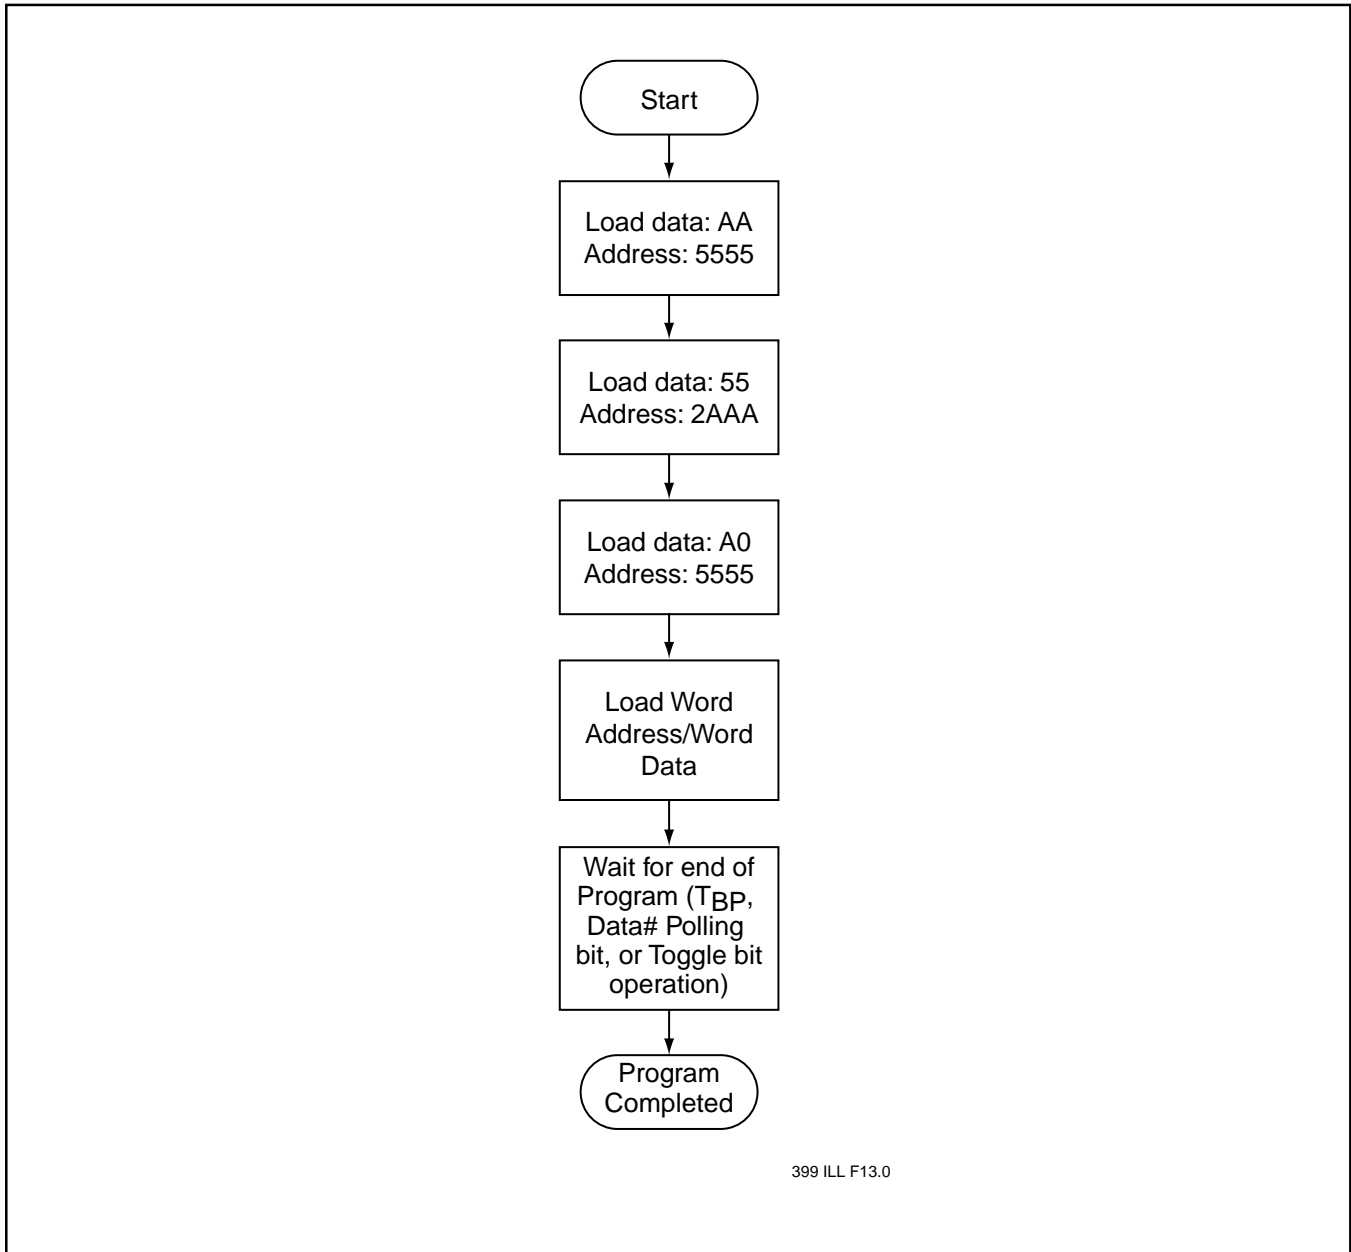 Start
Load data: AA
Address: 5555
Load data: 55
Address: 2AAA
Load data: A0
Address: 5555
Load Word
Address/Word
Data
Wait for end of
Program (TBP,
Data# Polling
bit, or Toggle bit
operation)
Program
Completed
399 ILL F13.0